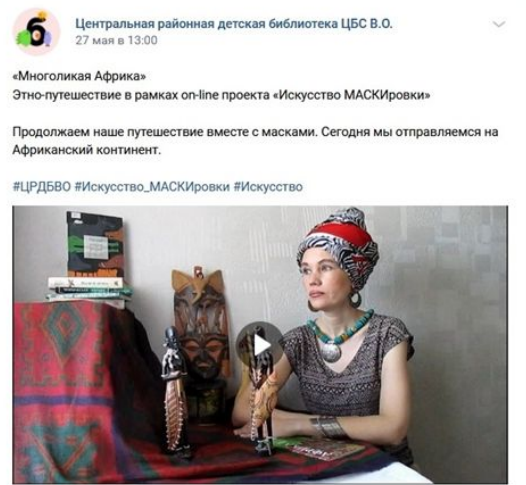 Центральная районная детская библиотека ЦБС В.О.
27 мая в 13:00
«Многоликая Африка»
Этно-путешествие в рамках on-line проекта «Искусство МАСКИровки»
Продолжаем наше путешествие вместе с масками. Сегодня мы отправляемся на
Африканский континент.
#ЦРДБВО #Искусство_МАСКИровки #Искусство